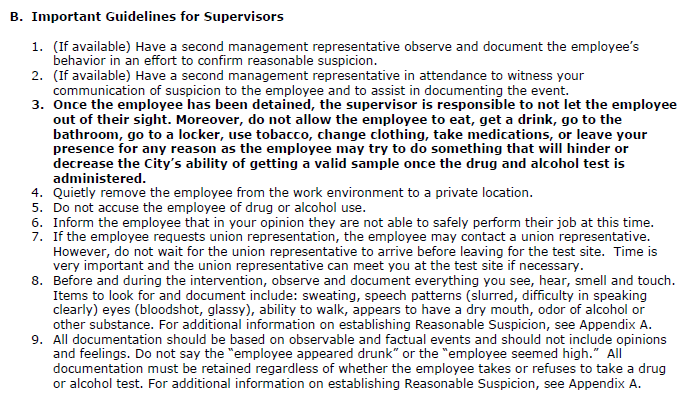 B. Important Guidelines for Supervisors
1. (If available) Have a second management representative observe and document the employee's
behavior in an effort to confirm reasonable suspicion.
2. (If available) Have a second management representative in attendance to witness your
communication of suspicion to the employee and to assist in documenting the event.
3. Once the employee has been detained, the supervisor is responsible to not let the employee
out of their sight. Moreover, do not allow the employee to eat, get a drink, go to the
bathroom, go to a locker, use tobacco, change clothing, take medications, or leave your
presence for any reason as the employee may try to do something that will hinder or
decrease the City's ability of getting a valid sample once the drug and alcohol test is
administered.
4. Quietly remove the employee from the work environment to a private location.
5. Do not accuse the employee of drug or alcohol use.
6. Inform the employee that in your opinion they are not able to safely perform their job at this time.
7. If the employee requests union representation, the employee may contact a union representative.
However, do not wait for the union representative to arrive before leaving for the test site. Time is
very important and the union representative can meet you at the test site if necessary.
8. Before and during the intervention, observe and document everything you see, hear, smell and touch.
Items to look for and document include: sweating, speech patterns (slurred, difficulty in speaking
clearly) eyes (bloodshot, glassy), ability to walk, appears to have a dry mouth, odor of alcohol or
other substance. For additional information on establishing Reasonable Suspicion, see Appendix A.
9. All documentation should be based on observable and factual events and should not include opinions
and feelings. Do not say the "employee appeared drunk" or the "employee seemed high." All
documentation must be retained regardless of whether the employee takes or refuses to take a drug
or alcohol test. For additional information on establishing Reasonable Suspicion, see Appendix A.